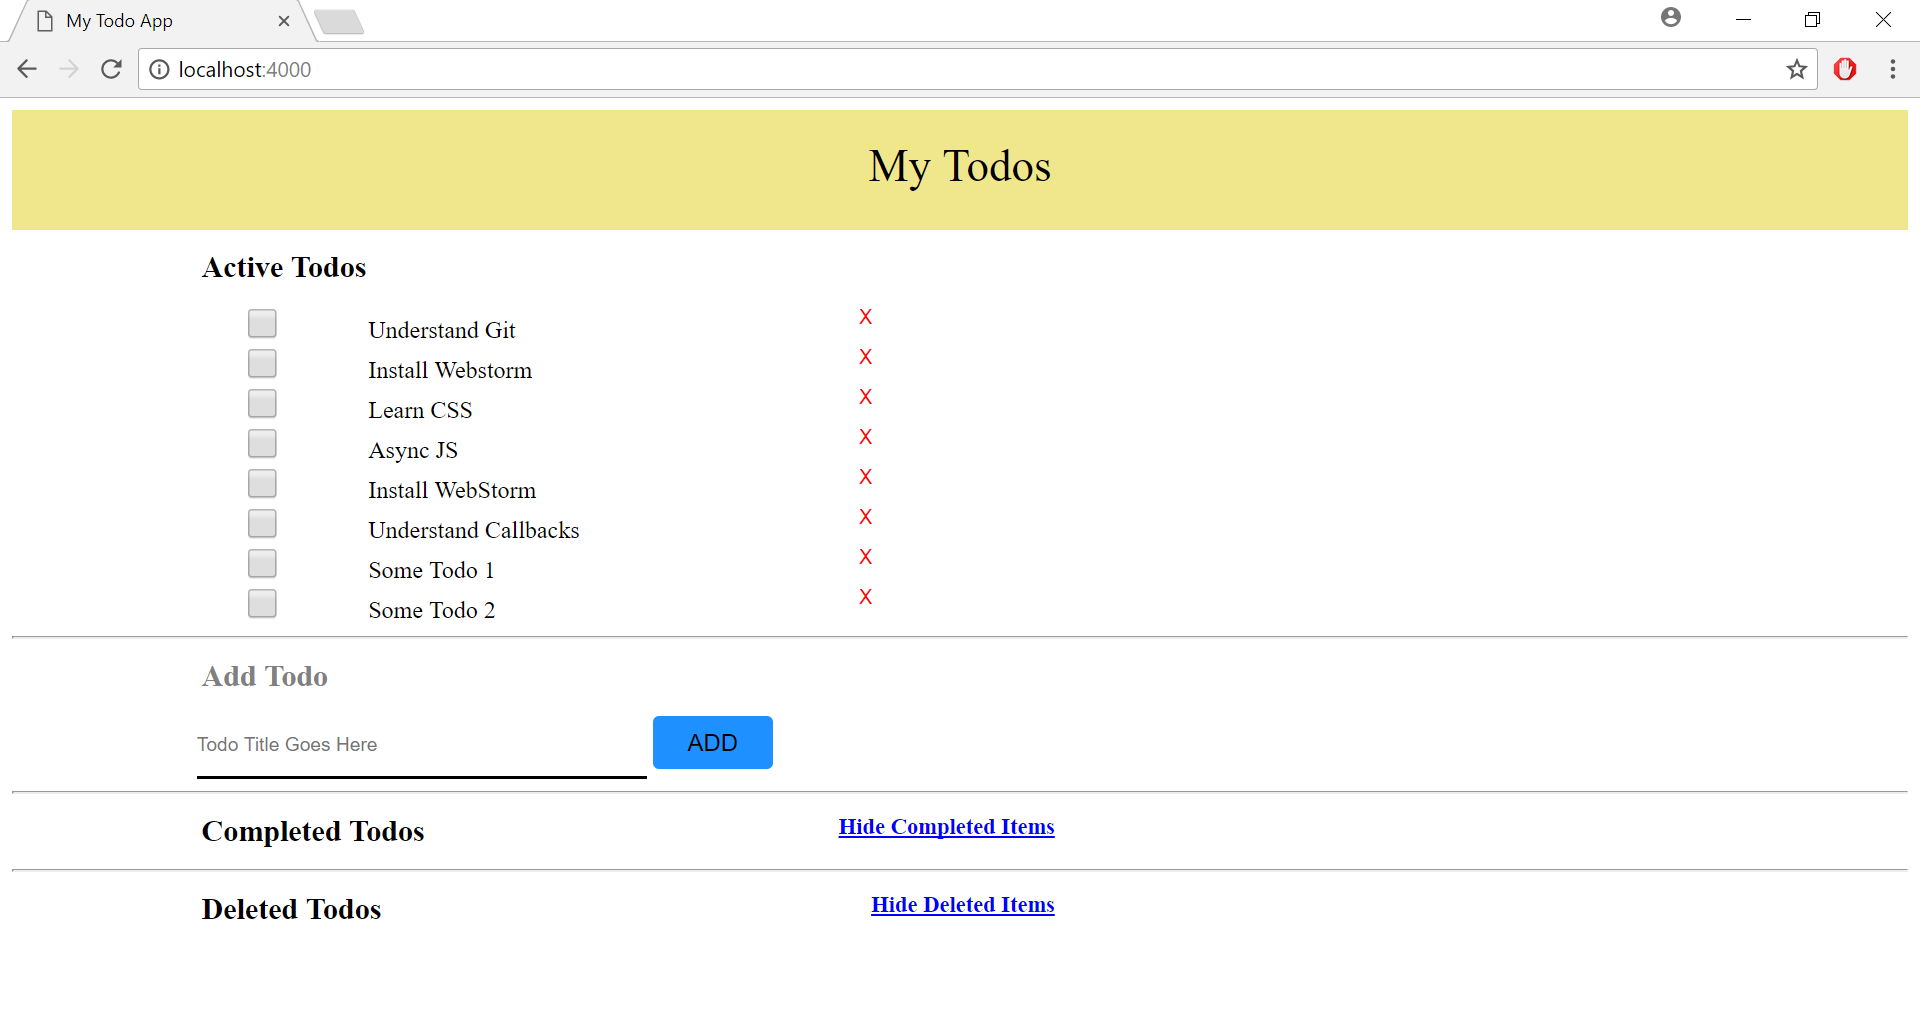 My Todo App
localhost:4000
My Todos
Active Todos
Understand Git X
Install Webstorm X
Learn CSS X
Async JS X
Install WebStorm X
Understand Callbacks X
Some Todo 1 X
Some Todo 2 X
Add Todo
Todo Title Goes Here ADD
Completed Todos Hide Completed Items
Deleted Todos Hide Deleted Items